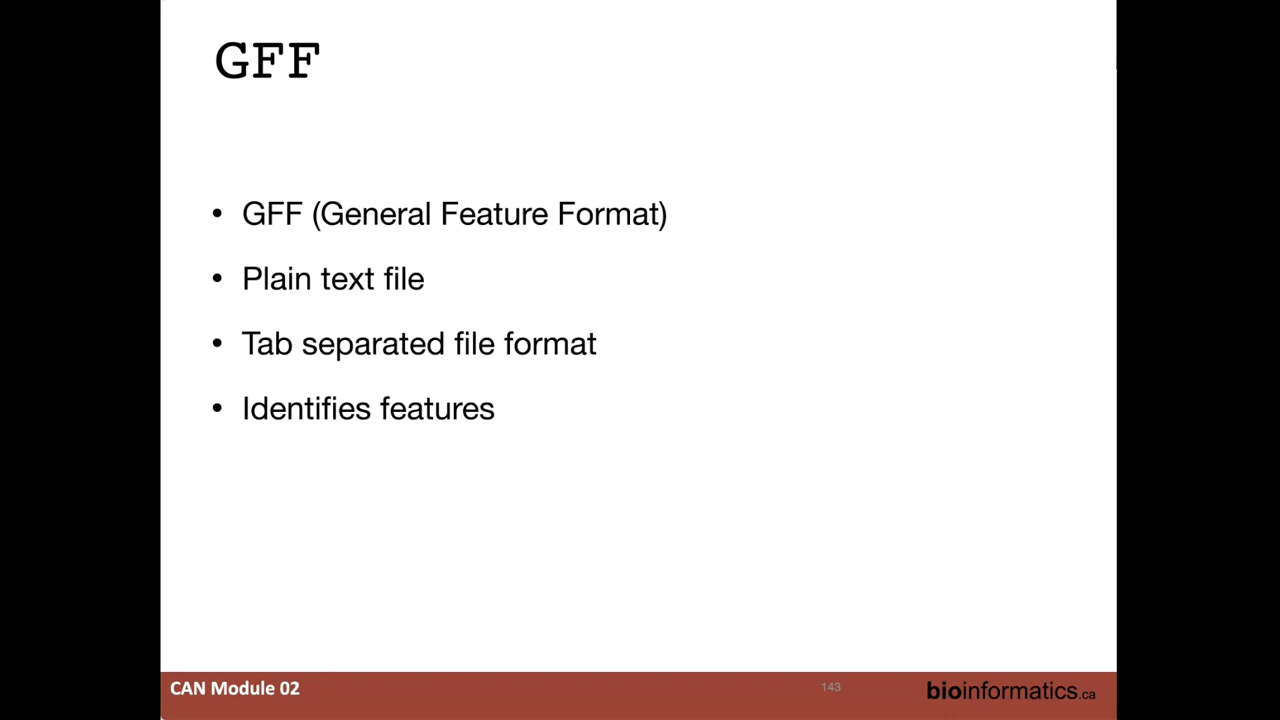 GFF
• GFF (General Feature Format)
• Plain text file
• Tab separated file format
• Identifies features
CAN Module 02
143
bioinformatics.ca